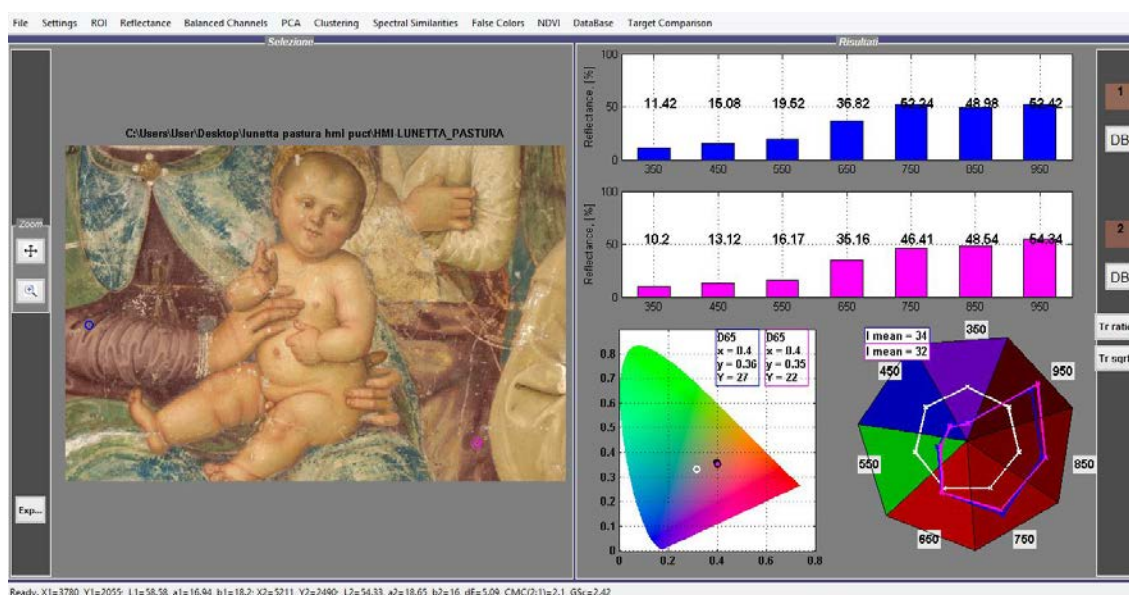 File Settings ROI Reflectance Balanced Channels PCA Clustering Spectral Similarities False Colors NDVI DataBase Target Comparison
Selezione
C:\Users\User\Desktop\lunetta pastura hmi puct\HMI-LUNETTA_PASTURA
Zoom
Exp...
Risultati
Reflectance, [%]
100
50
0
11.42 15.08 19.52 36.82 52.24 48.98 52.42
350 450 550 650 750 850 950
Reflectance, [%]
100
50
0
10.2 13.12 16.17 35.16 46.41 48.54 54.34
350 450 550 650 750 850 950
D65
x = 0.4
y = 0.36
Y = 27
D65
x = 0.4
y = 0.35
Y = 22
0.8
0.7
0.6
0.5
0.4
0.3
0.2
0.1
0
0 0.2 0.4 0.6 0.8
I mean = 34
I mean = 32
350
450
950
550
850
650
750
1
DB
2
DB
Tr ratio
Tr sqrt
Ready. X1=3780 Y1=2055: L1=58.58 a1=16.94 b1=18.2; X2=5211 Y2=2490: L2=54.33 a2=18.65 b2=16 dE=5.09 CMC(2:1)=2.1 GSc=2.42